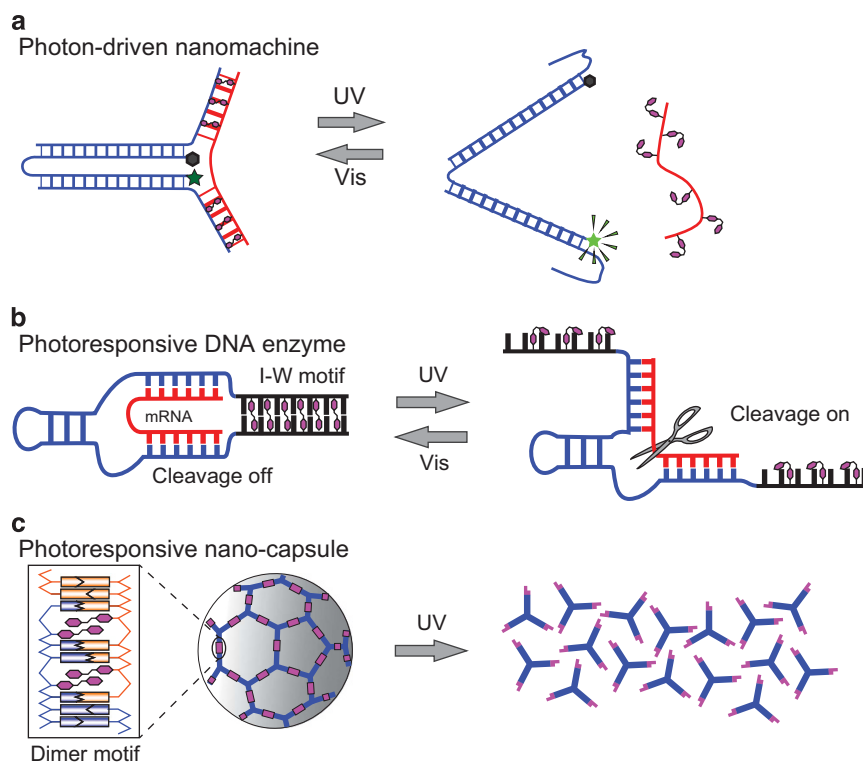 a
Photon-driven nanomachine
UV
Vis
b
Photoresponsive DNA enzyme
I-W motif
UV
mRNA
Cleavage on
Vis
Cleavage off
c
Photoresponsive nano-capsule
UV
Dimer motif